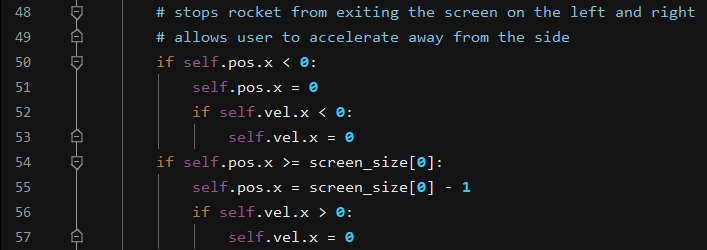 48 # stops rocket from exiting the screen on the left and right
49 # allows user to accelerate away from the side
50 if self.pos.x < 0:
51 self.pos.x = 0
52 if self.vel.x < 0:
53 self.vel.x = 0
54 if self.pos.x >= screen_size[0]:
55 self.pos.x = screen_size[0] - 1
56 if self.vel.x > 0:
57 self.vel.x = 0